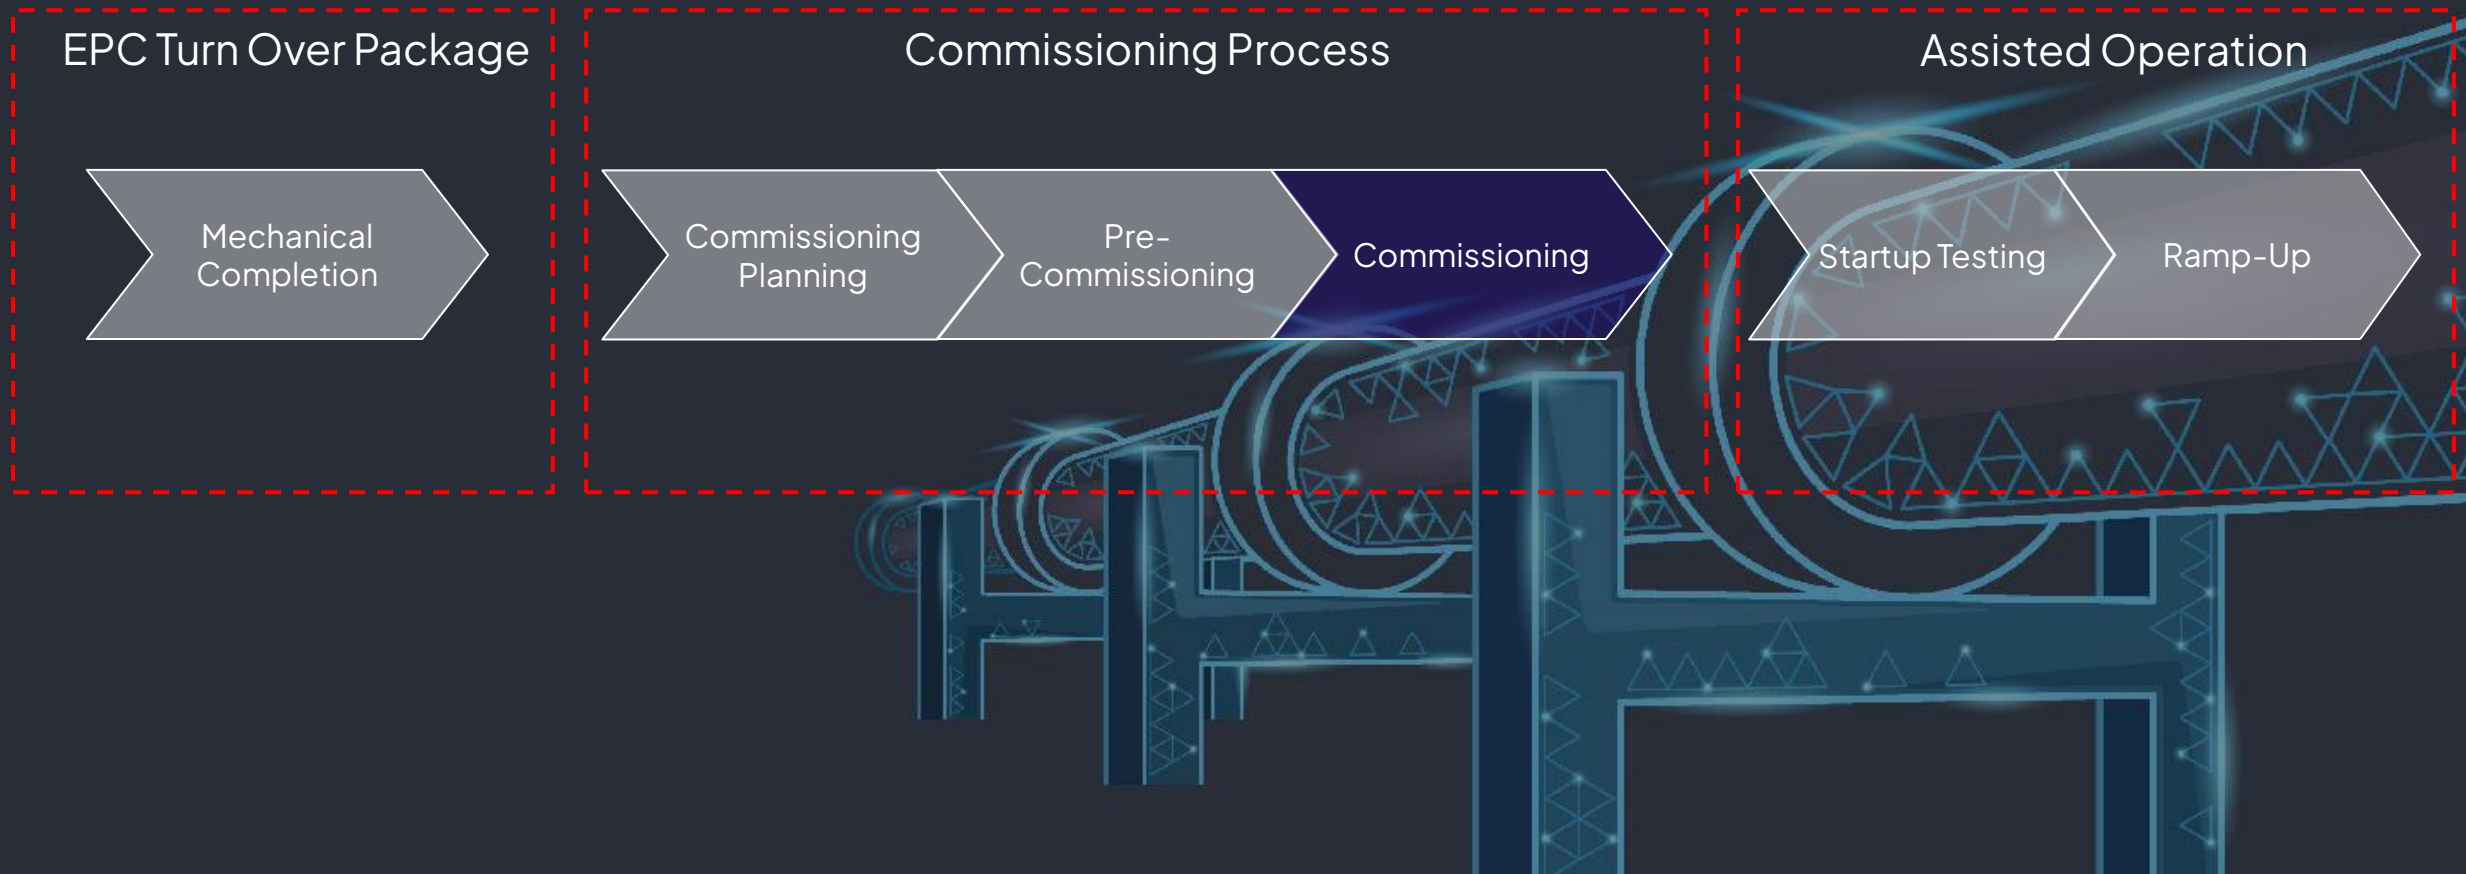 EPC Turn Over Package
Mechanical
Completion
Commissioning Process
Commissioning
Planning
Pre-
Commissioning
Commissioning
Assisted Operation
Startup Testing
Ramp-Up